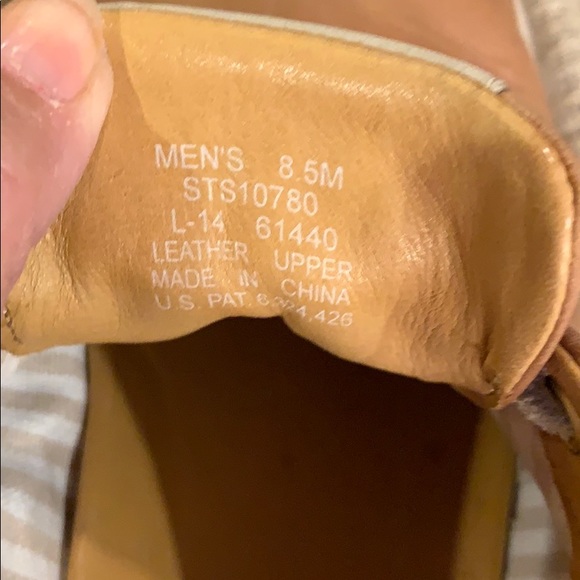 MEN'S 8.5M
STS10780
L-14 61440
LEATHER UPPER
MADE IN CHINA
U.S. PAT.